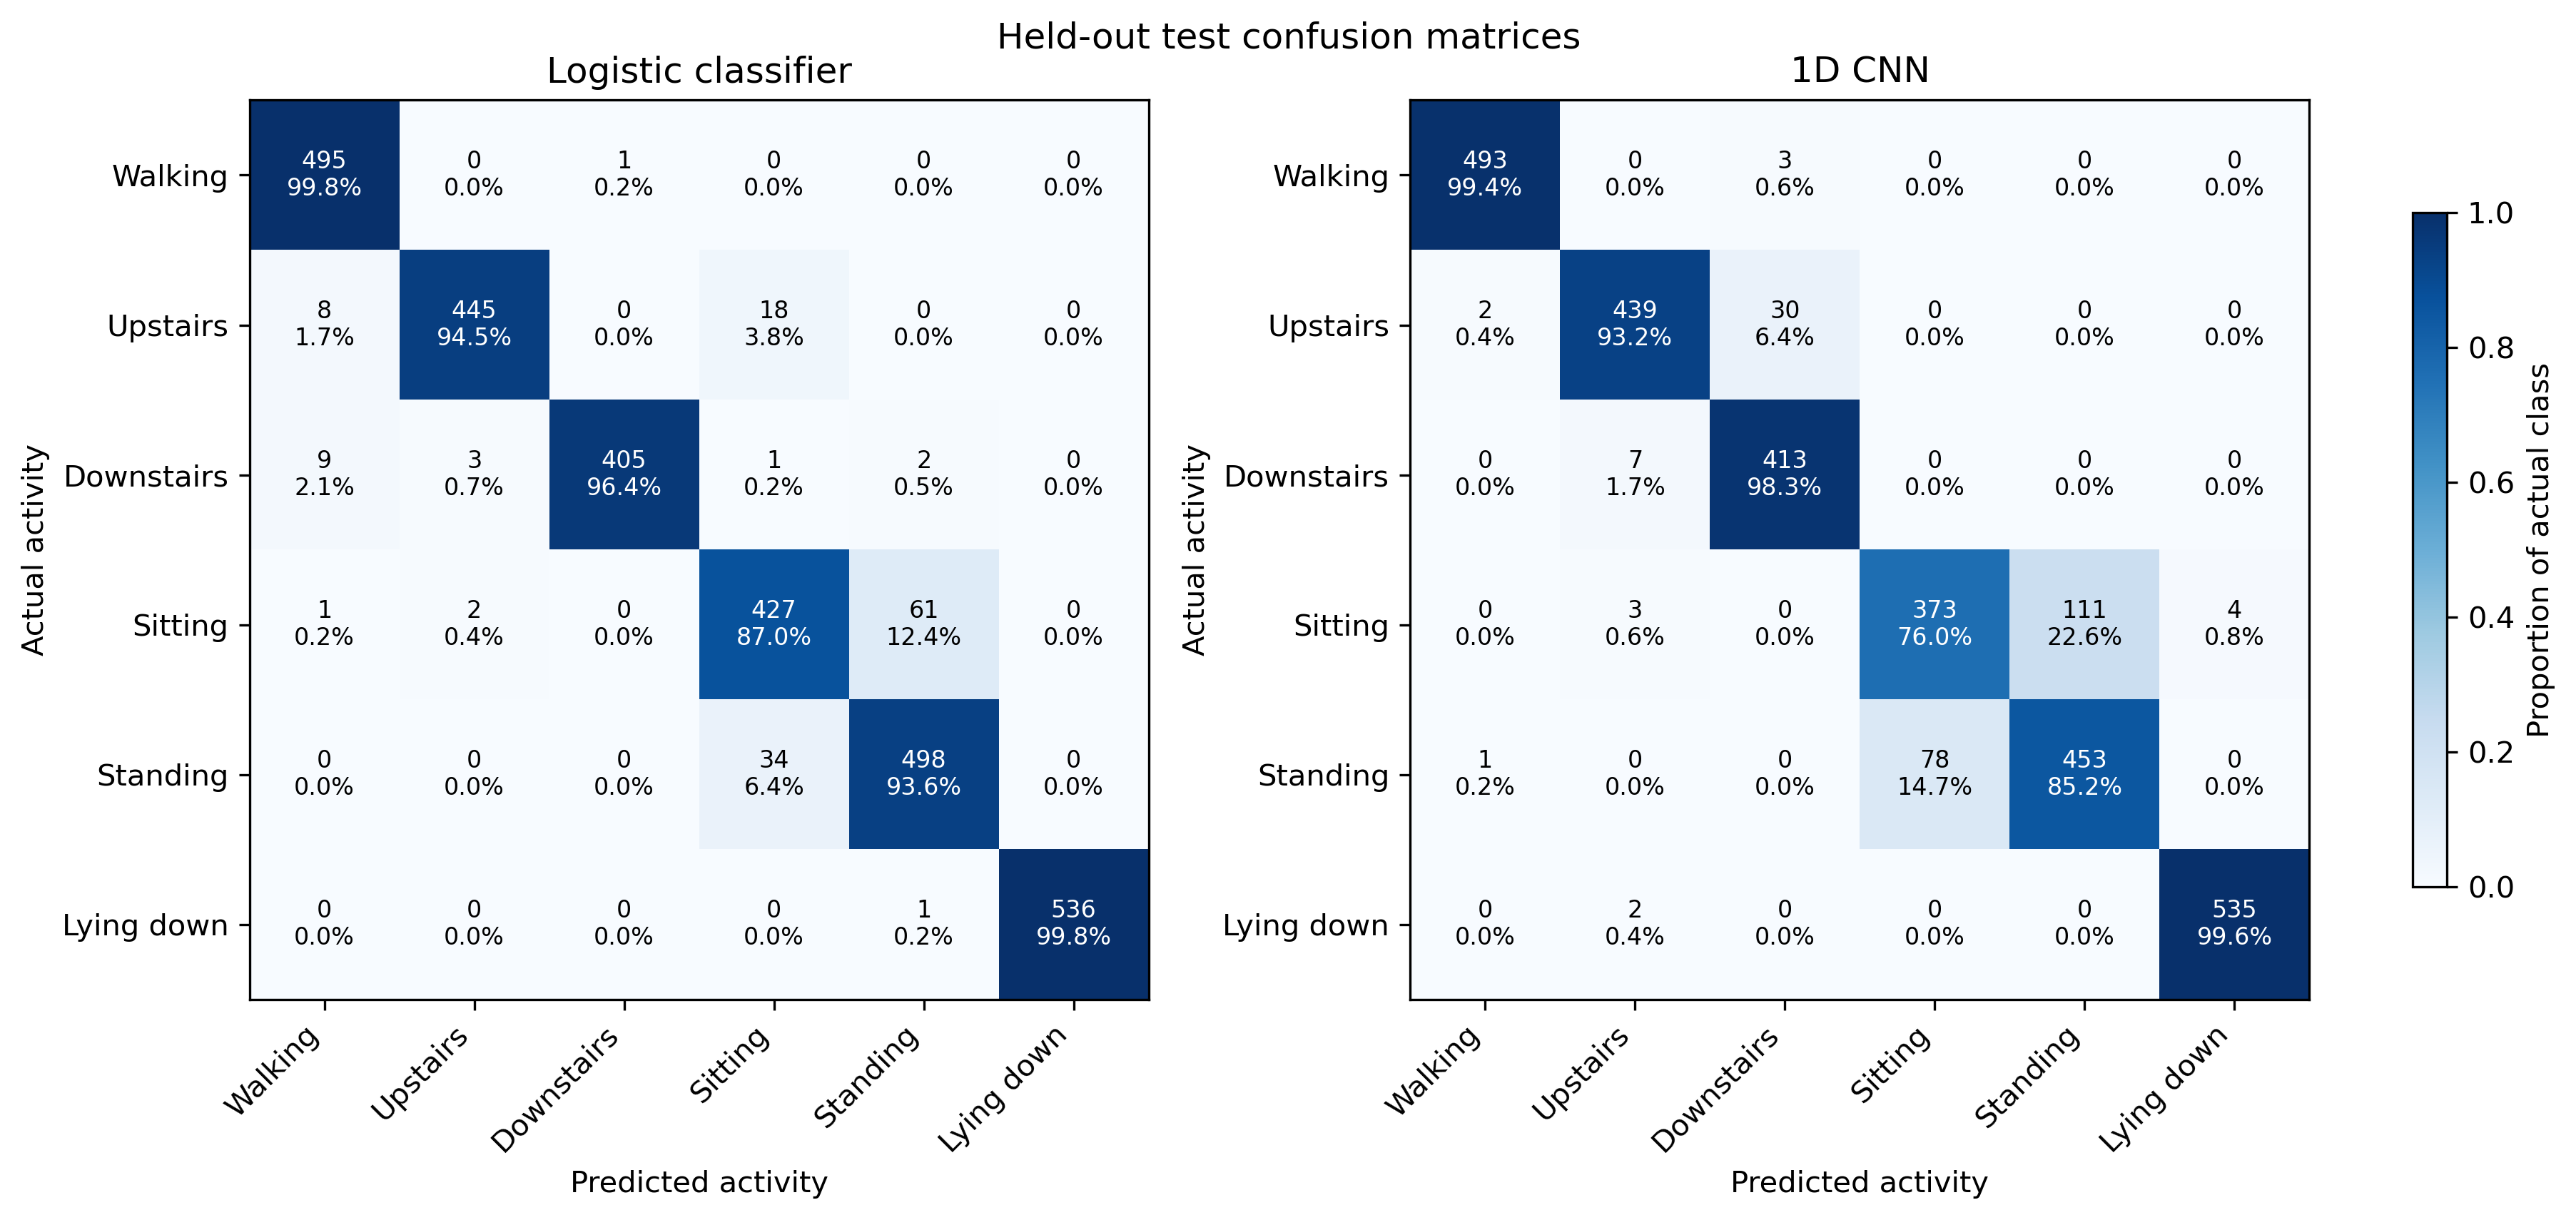 Held-out test confusion matrices
Logistic classifier
Actual activity
Walking
495 0 1 0 0 0
99.8% 0.0% 0.2% 0.0% 0.0% 0.0%
Upstairs
8 445 0 18 0 0
1.7% 94.5% 0.0% 3.8% 0.0% 0.0%
Downstairs
9 3 405 1 2 0
2.1% 0.7% 96.4% 0.2% 0.5% 0.0%
Sitting
1 2 0 427 61 0
0.2% 0.4% 0.0% 87.0% 12.4% 0.0%
Standing
0 0 0 34 498 0
0.0% 0.0% 0.0% 6.4% 93.6% 0.0%
Lying down
0 0 0 0 1 536
0.0% 0.0% 0.0% 0.0% 0.2% 99.8%
Walking
Upstairs
Downstairs
Sitting
Standing
Lying down
Predicted activity
1D CNN
Actual activity
Walking
493 0 3 0 0 0
99.4% 0.0% 0.6% 0.0% 0.0% 0.0%
Upstairs
2 439 30 0 0 0
0.4% 93.2% 6.4% 0.0% 0.0% 0.0%
Downstairs
0 7 413 0 0 0
0.0% 1.7% 98.3% 0.0% 0.0% 0.0%
Sitting
0 3 0 373 111 4
0.0% 0.6% 0.0% 76.0% 22.6% 0.8%
Standing
1 0 0 78 453 0
0.2% 0.0% 0.0% 14.7% 85.2% 0.0%
Lying down
0 2 0 0 0 535
0.0% 0.4% 0.0% 0.0% 0.0% 99.6%
Walking
Upstairs
Downstairs
Sitting
Standing
Lying down
Predicted activity
1.0
0.8
0.6
0.4
0.2
0.0
Proportion of actual class